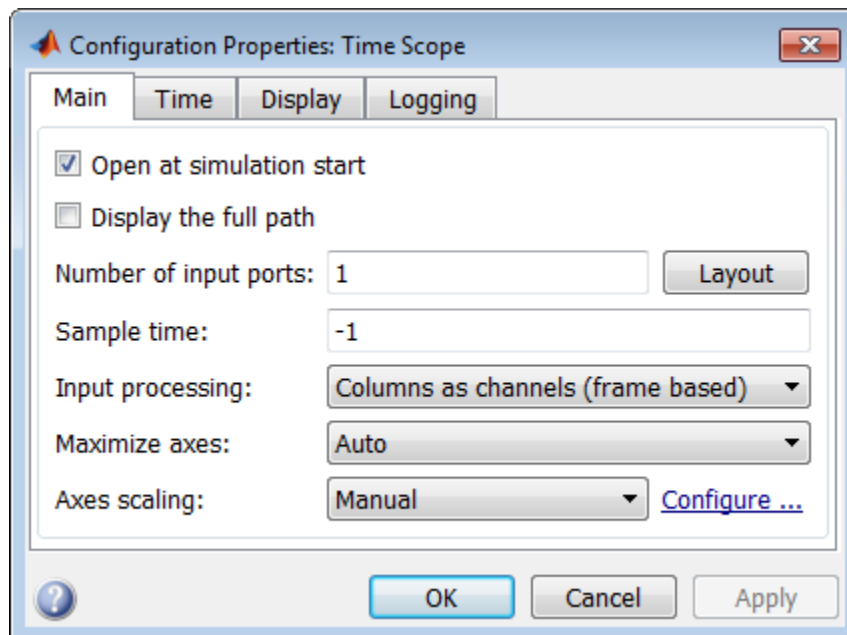 Configuration Properties: Time Scope
Main Time Display Logging
Open at simulation start
Display the full path
Number of input ports: 1 Layout
Sample time: -1
Input processing: Columns as channels (frame based)
Maximize axes: Auto
Axes scaling: Manual Configure ...
? OK Cancel Apply